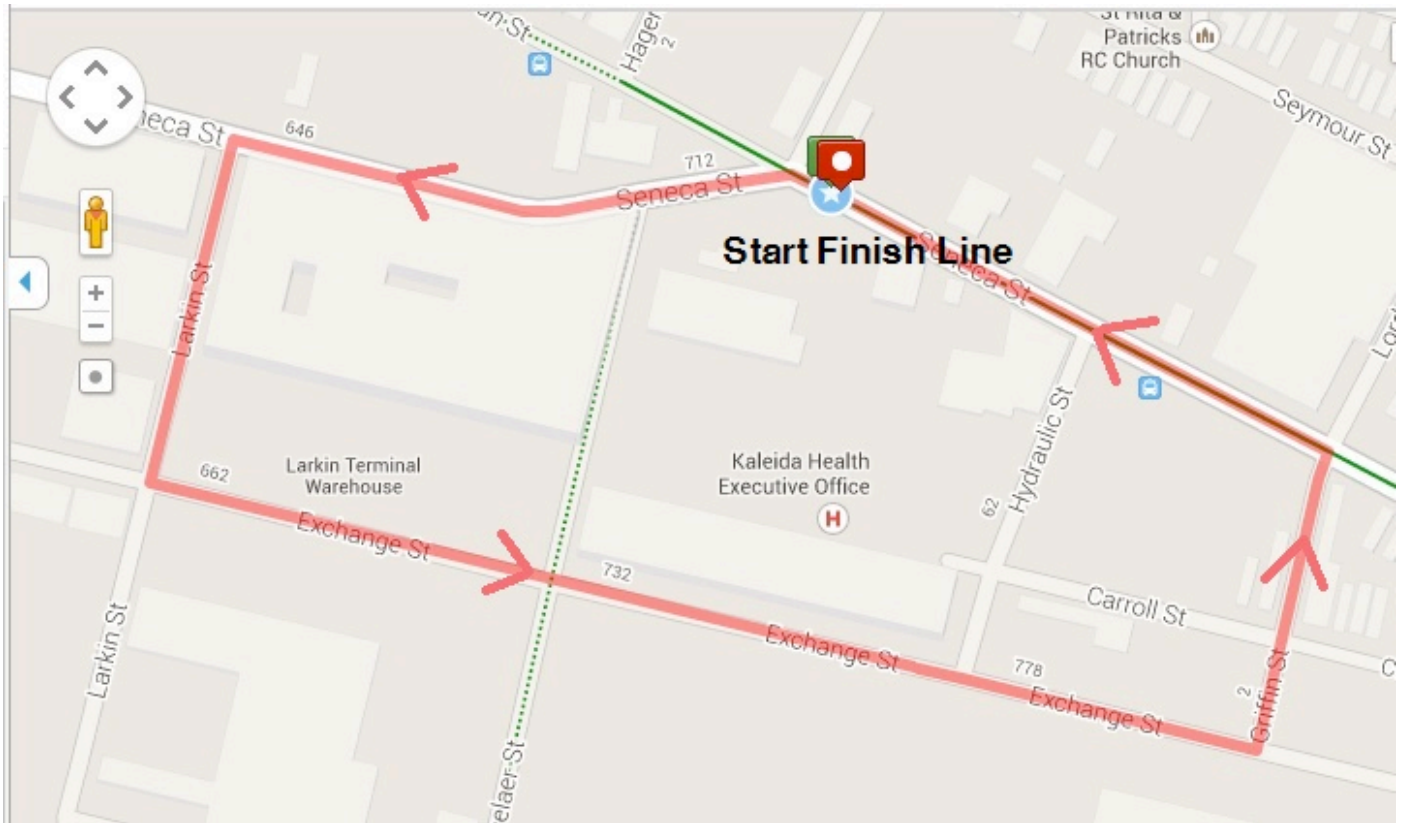 Hager
2
St Rita &
Patricks
RC Church
Seymour St
646
712
Seneca St
Start Finish Line
Seneca St
Larkin St
662
Larkin Terminal
Warehouse
Kaleida Health
Executive Office
H
Hydraulic St
62
Exchange St
732
Carroll St
Larkin St
Exchange St
778
Exchange St
2
Griffin St